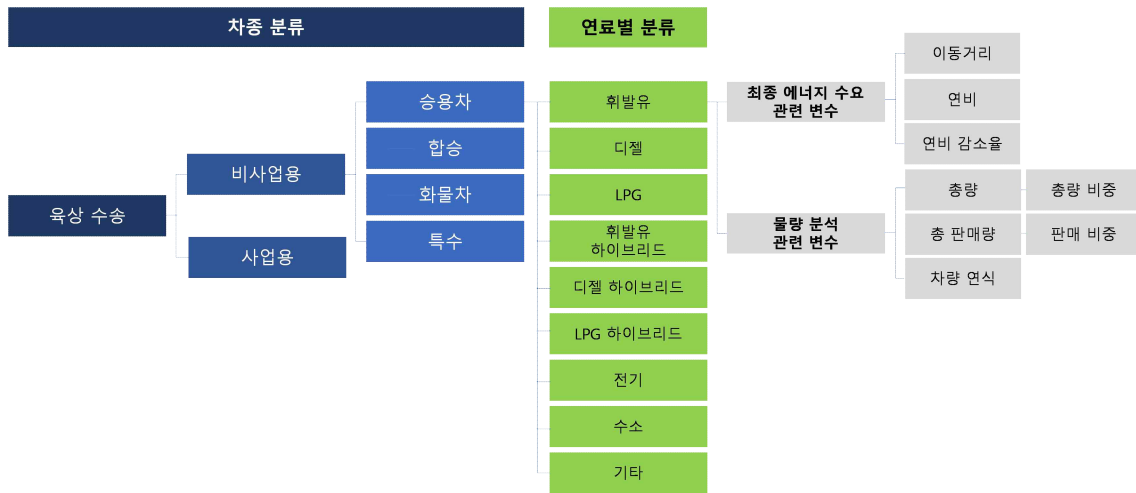 차종 분류
연료별 분류
육상 수송
비사업용
사업용
승용차
합승
화물차
특수
휘발유
디젤
LPG
휘발유
하이브리드
디젤 하이브리드
LPG 하이브리드
전기
수소
기타
최종 에너지 수요
관련 변수
이동거리
연비
연비 감소율
물량 분석
관련 변수
총량
총량 비중
총 판매량
판매 비중
차량 연식